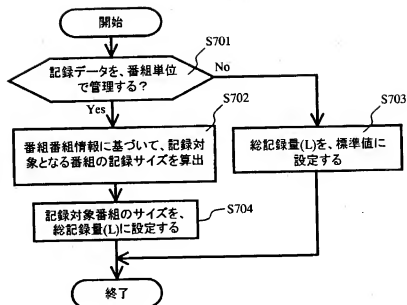 開始
S701
記録データを、番組単位
で管理する?
No
Yes
S702
S703
番組番組情報に基づいて、記録対
象となる番組の記録サイズを算出
総記録量(L)を、標準値に
設定する
S704
記録対象番組のサイズを、
総記録量(L)に設定する
終了